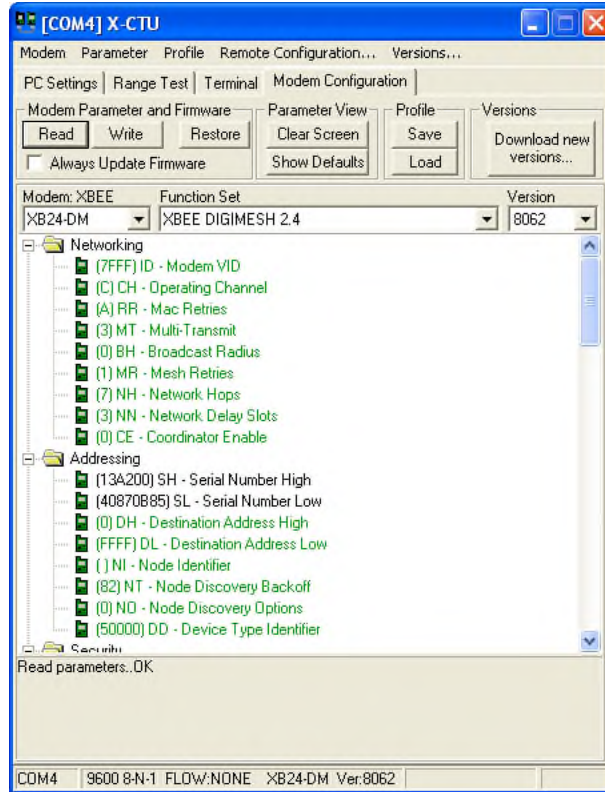 [COM4] X-CTU
Modem Parameter Profile Remote Configuration... Versions...
PC Settings Range Test Terminal Modem Configuration
Modem Parameter and Firmware Parameter View Profile Versions
Read Write Restore Clear Screen Save Download new versions...
Always Update Firmware Show Defaults Load
Modem: XBEE Function Set Version
XB24-DM XBEE DIGIMESH 2.4 8062
Networking
(7FFF) ID - Modem VID
(C) CH - Operating Channel
(A) RR - Mac Retries
(3) MT - Multi-Transmit
(0) BH - Broadcast Radius
(1) MR - Mesh Retries
(7) NH - Network Hops
(3) NN - Network Delay Slots
(0) CE - Coordinator Enable
Addressing
(13A200) SH - Serial Number High
(40870B85) SL - Serial Number Low
(0) DH - Destination Address High
(FFFF) DL - Destination Address Low
( ) NI - Node Identifier
(82) NT - Node Discovery Backoff
(0) NO - Node Discovery Options
(50000) DD - Device Type Identifier
Security
Read parameters..OK
COM4 9600 8-N-1 FLOW:NONE XB24-DM Ver:8062